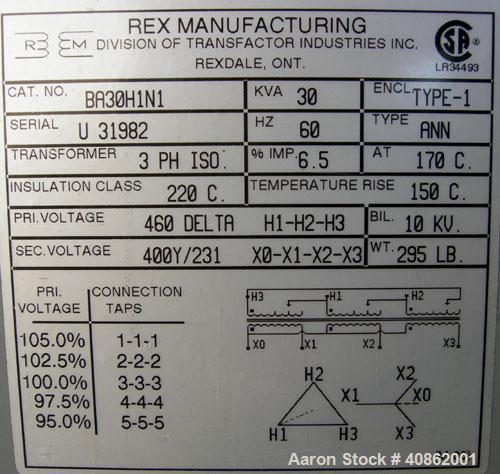 REX MANUFACTURING
DIVISION OF TRANSFACTOR INDUSTRIES INC.
REXDALE, ONT.
LR34493
CAT. NO. BA30H1N1 KVA 30 ENCL. TYPE-1
SERIAL U 31982 HZ 60 TYPE ANN
TRANSFORMER 3 PH ISO. % IMP. 6.5 AT 170 C.
INSULATION CLASS 220 C. TEMPERATURE RISE 150 C.
PRI. VOLTAGE 460 DELTA H1-H2-H3 BIL. 10 KV.
SEC. VOLTAGE 400Y/231 X0-X1-X2-X3 WT. 295 LB.
PRI. VOLTAGE CONNECTION TAPS
105.0% 1-1-1
102.5% 2-2-2
100.0% 3-3-3
97.5% 4-4-4
95.0% 5-5-5
H3 H1 H2
X0 X1 X2 X3
H2 X2
X1 X0
H1 H3 X3
Aaron Stock # 40862001